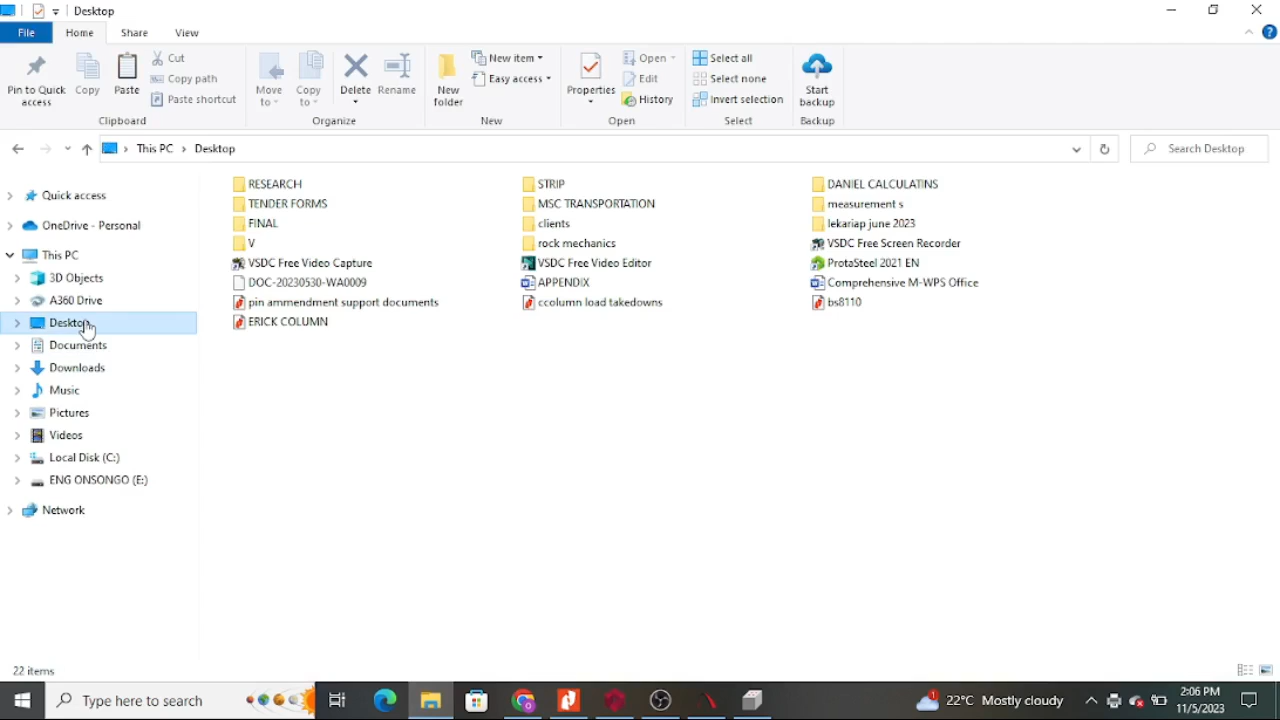 Desktop
File Home Share View
Pin to Quick access
Copy
Paste
Cut
Copy path
Paste shortcut
Clipboard
Move to
Copy to
Delete
Rename
Organize
New folder
New item
Easy access
New
Properties
Open
Edit
History
Open
Select all
Select none
Invert selection
Select
Start backup
Backup
This PC > Desktop
Search Desktop
Quick access
OneDrive - Personal
This PC
3D Objects
A360 Drive
Desktop
Documents
Downloads
Music
Pictures
Videos
Local Disk (C:)
ENG ONSONGO (E:)
Network
RESEARCH STRIP DANIEL CALCULATINS
TENDER FORMS MSC TRANSPORTATION measurement s
FINAL clients lekariap june 2023
V rock mechanics VSDC Free Screen Recorder
VSDC Free Video Capture VSDC Free Video Editor ProtaSteel 2021 EN
DOC-20230530-WA0009 APPENDIX Comprehensive M-WPS Office
pin ammendment support documents ccolumn load takedowns bs8110
ERICK COLUMN
22 items
Type here to search
1
22°C Mostly cloudy
2:06 PM
11/5/2023